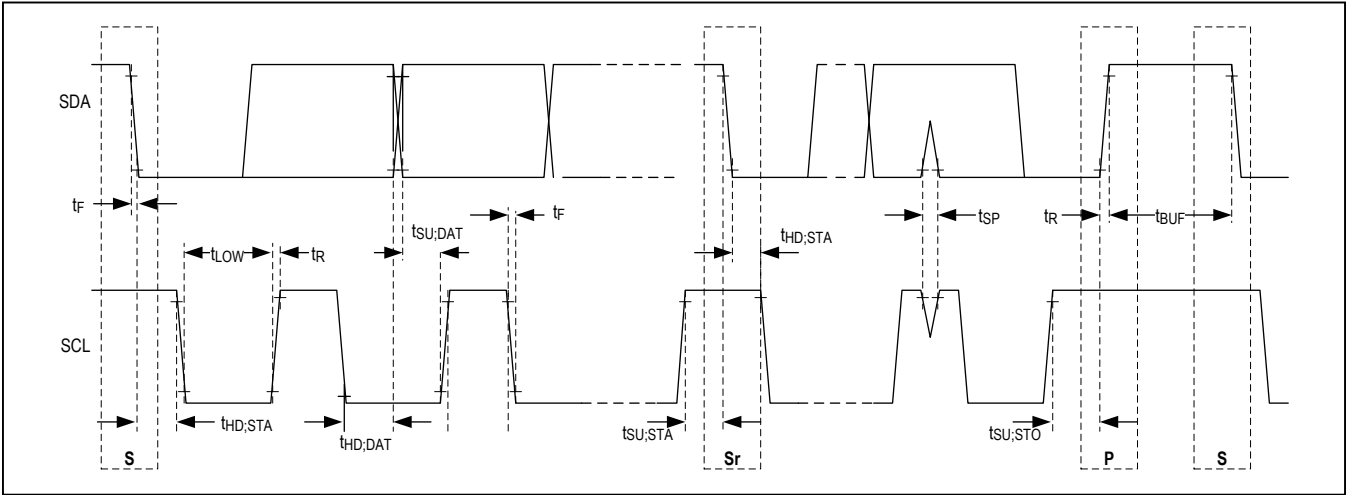 SDA
tF
tSU;DAT
tF
tHD;STA
tSP
tR
tBUF
tLOW
tR
SCL
tHD;STA
tHD;DAT
tSU;STA
tSU;STO
S
Sr
P
S